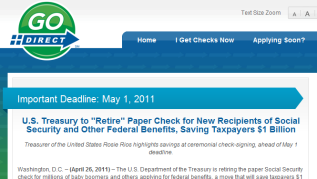 Text Size Zoom A A
GO
DIRECT
Home I Get Checks Now Applying Soon?
Important Deadline: May 1, 2011
U.S. Treasury to "Retire" Paper Check for New Recipients of Social
Security and Other Federal Benefits, Saving Taxpayers $1 Billion
Treasurer of the United States Rosie Rios highlights savings at ceremonial check-signing, ahead of May 1
deadline
Washington, D.C. – (April 26, 2011) – The U.S. Department of the Treasury is retiring the paper Social Security
check for millions of baby boomers and others applying for federal benefits, a move that will save taxpayers $1